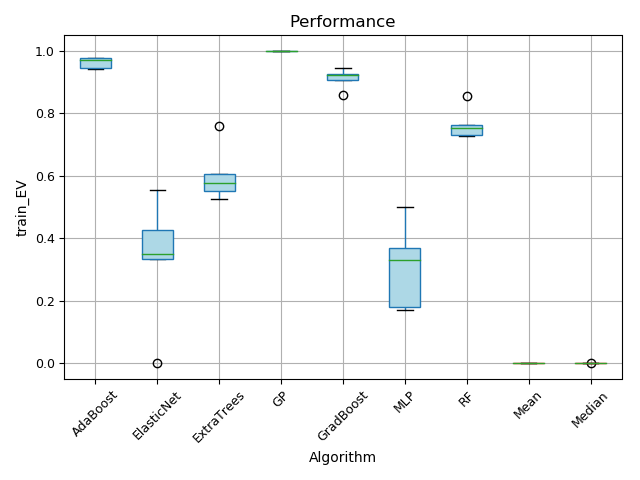 Performance
1.0
0.8
0.6
0.4
0.2
0.0
train_EV
AdaBoost
ElasticNet
ExtraTrees
GP
GradBoost
MLP
RF
Mean
Median
Algorithm